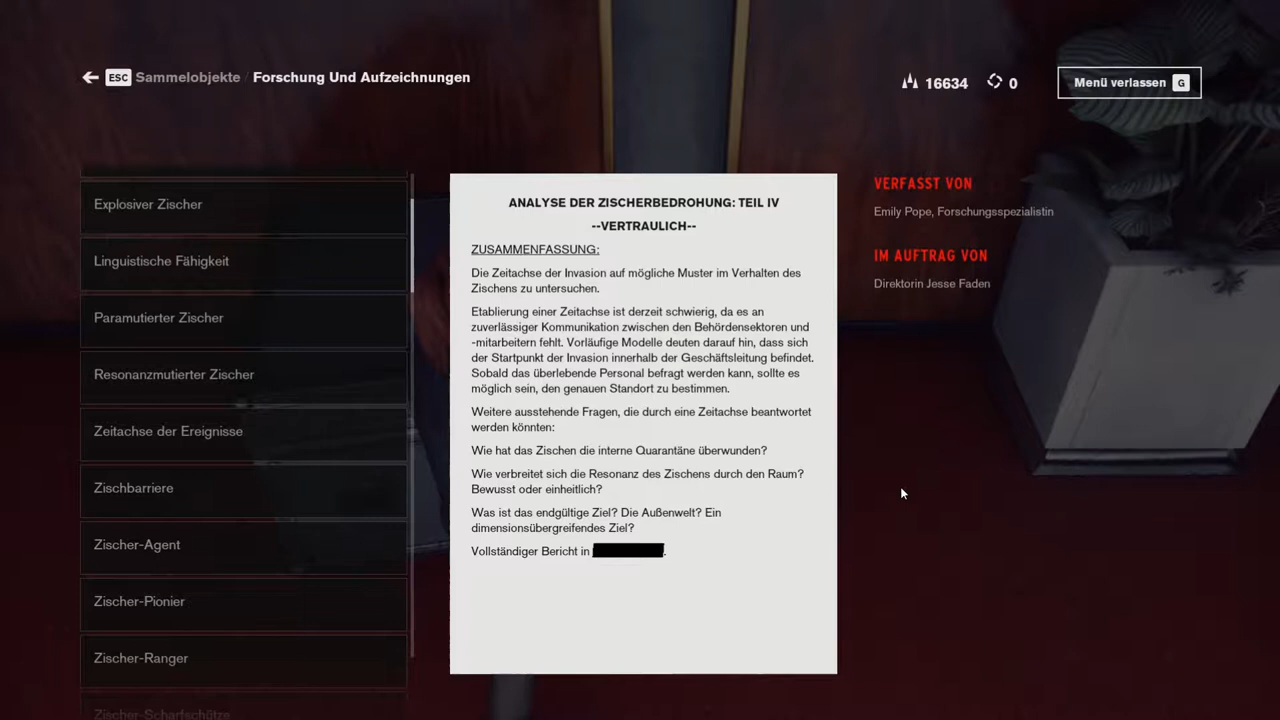 ESC Sammelobjekte / Forschung Und Aufzeichnungen
16634 0
Menü verlassen G
Explosiver Zischer
Linguistische Fähigkeit
Paramutierter Zischer
Resonanzmutierter Zischer
Zeitachse der Ereignisse
Zischbarriere
Zischer-Agent
Zischer-Pionier
Zischer-Ranger
Zischer-Scharfschütze
ANALYSE DER ZISCHERBEDROHUNG: TEIL IV
--VERTRAULICH--
ZUSAMMENFASSUNG:
Die Zeitachse der Invasion auf mögliche Muster im Verhalten des
Zischens zu untersuchen.
Etablierung einer Zeitachse ist derzeit schwierig, da es an
zuverlässiger Kommunikation zwischen den Behördensektoren und
-mitarbeitern fehlt. Vorläufige Modelle deuten darauf hin, dass sich
der Startpunkt der Invasion innerhalb der Geschäftsleitung befindet.
Sobald das überlebende Personal befragt werden kann, sollte es
möglich sein, den genauen Standort zu bestimmen.
Weitere ausstehende Fragen, die durch eine Zeitachse beantwortet
werden könnten:
Wie hat das Zischen die interne Quarantäne überwunden?
Wie verbreitet sich die Resonanz des Zischens durch den Raum?
Bewusst oder einheitlich?
Was ist das endgültige Ziel? Die Außenwelt? Ein
dimensionsübergreifendes Ziel?
Vollständiger Bericht in .
VERFASST VON
Emily Pope, Forschungsspezialistin
IM AUFTRAG VON
Direktorin Jesse Faden